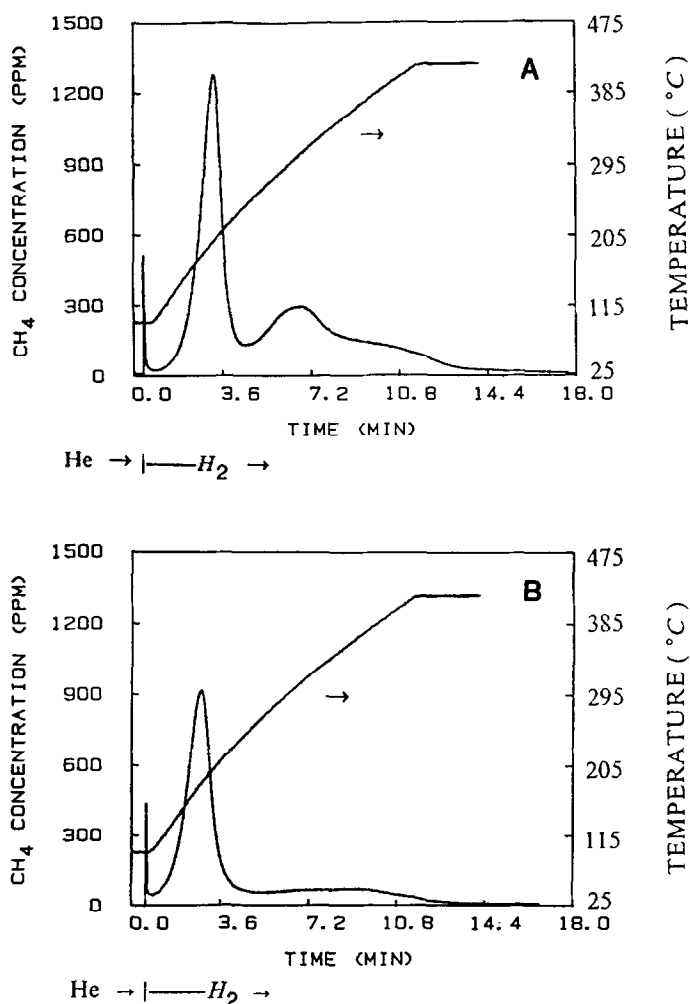 A
CH4 CONCENTRATION (PPM)
1500
1300
900
600
300
0
475
385
295
205
115
25
TEMPERATURE ( °C)
→
0.0 3.6 7.2 10.8 14.4 18.0
TIME (MIN)
He → |——H2 →
B
CH4 CONCENTRATION (PPM)
1500
1300
900
600
300
0
475
385
295
205
115
25
TEMPERATURE ( °C)
→
0.0 3.6 7.2 10.8 14.4 18.0
TIME (MIN)
He → |——H2 →